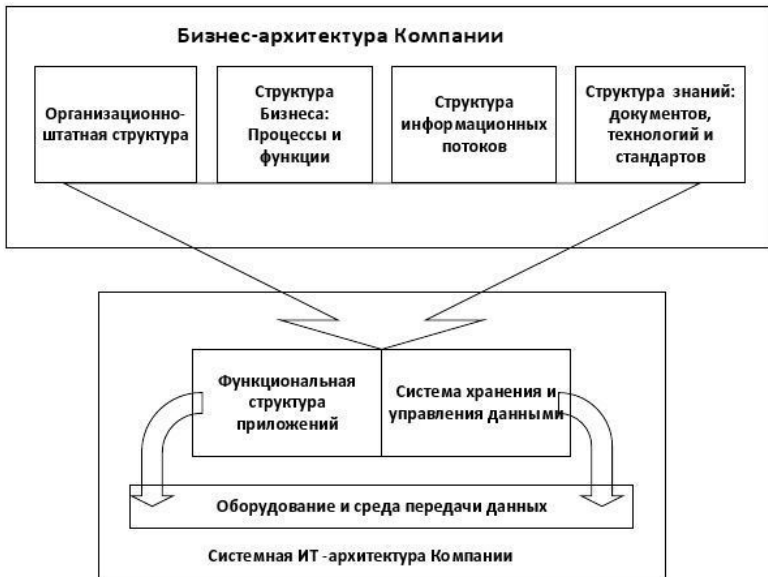 Бизнес-архитектура Компании
Организационно-
штатная структура
Структура
Бизнеса:
Процессы и
функции
Структура
информационных
потоков
Структура знаний:
документов,
технологий и
стандартов
Функциональная
структура
приложений
Система хранения и
управления данными
Оборудование и среда передачи данных
Системная ИТ -архитектура Компании